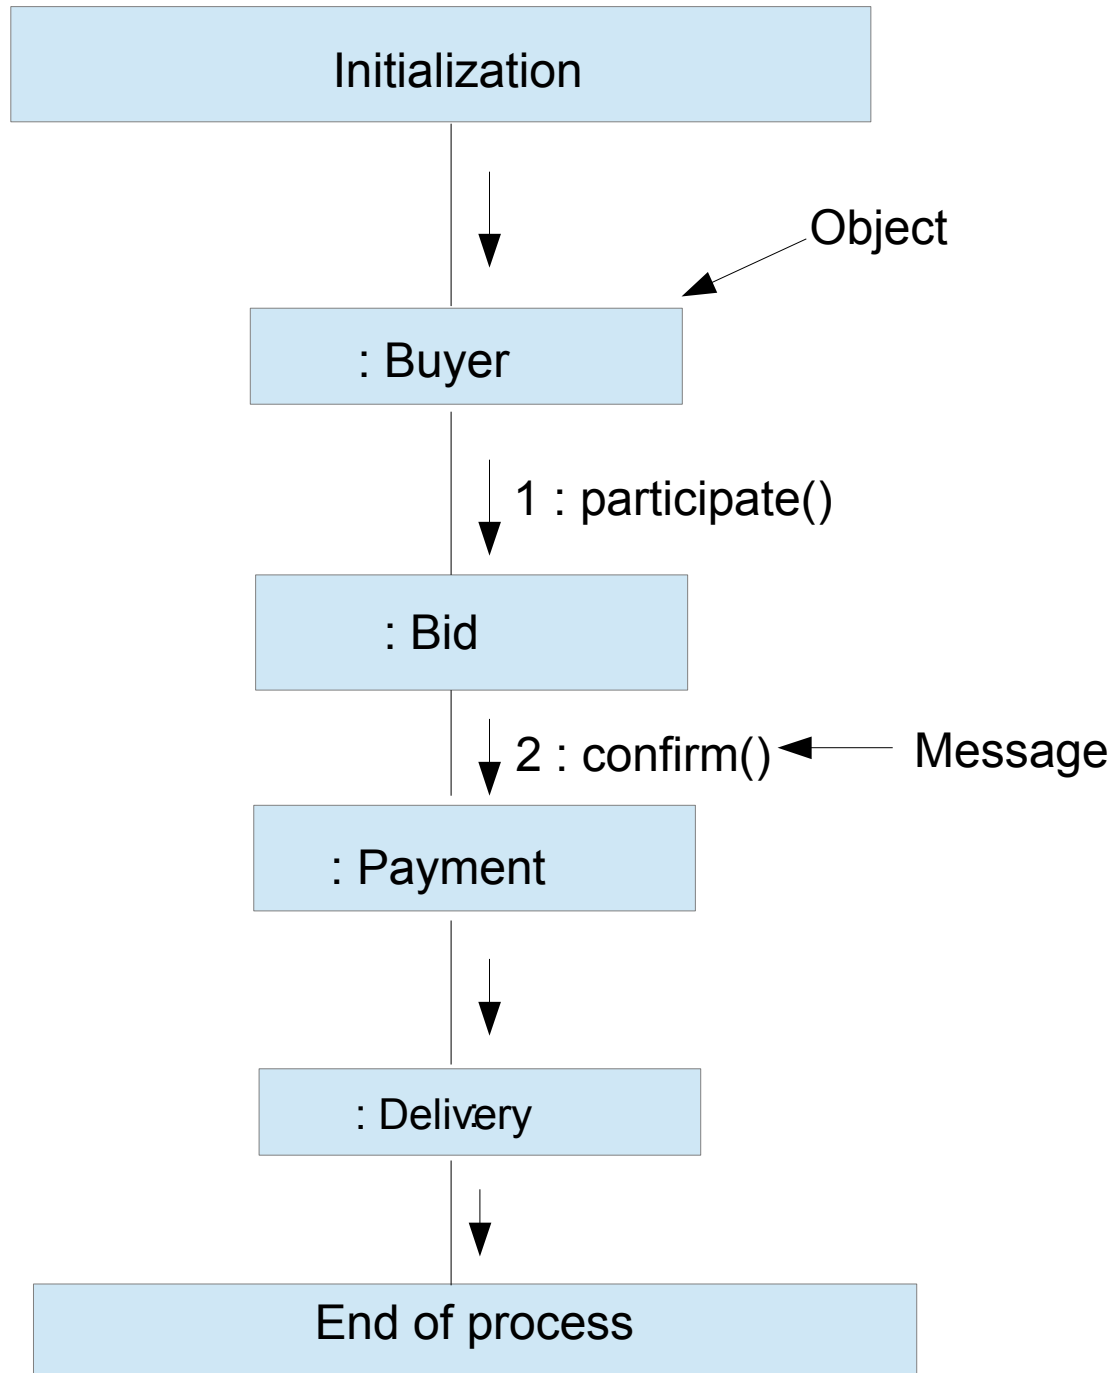 Initialization
Object
: Buyer
1 : participate()
: Bid
2 : confirm()
Message
: Payment
: Delivery
End of process